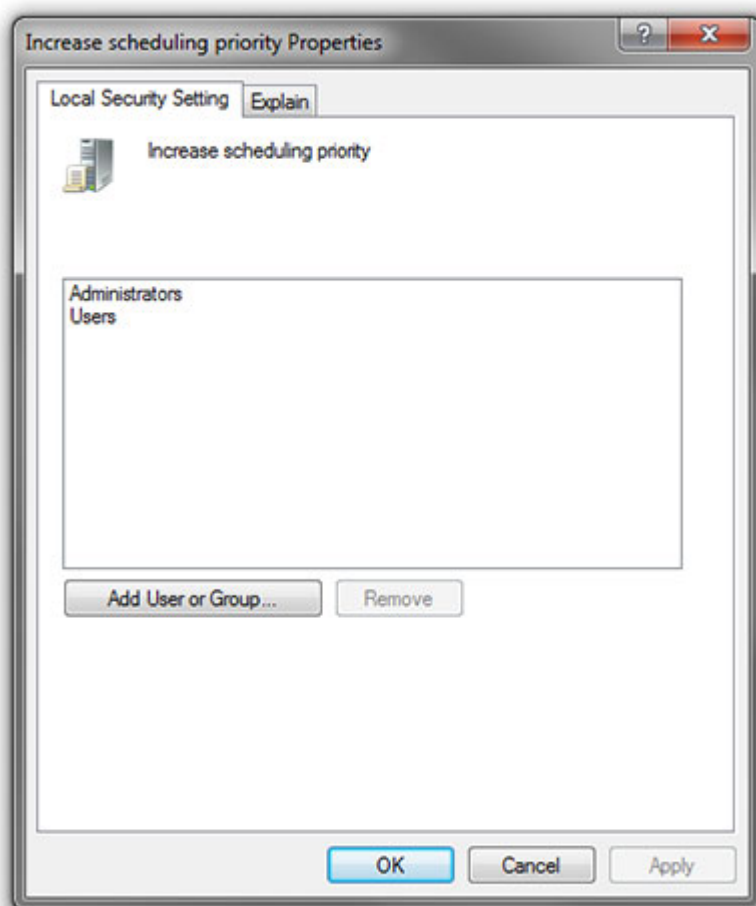 Increase scheduling priority Properties
?
Local Security Setting
Explain
Increase scheduling priority
Administrators
Users
Add User or Group...
Remove
OK
Cancel
Apply